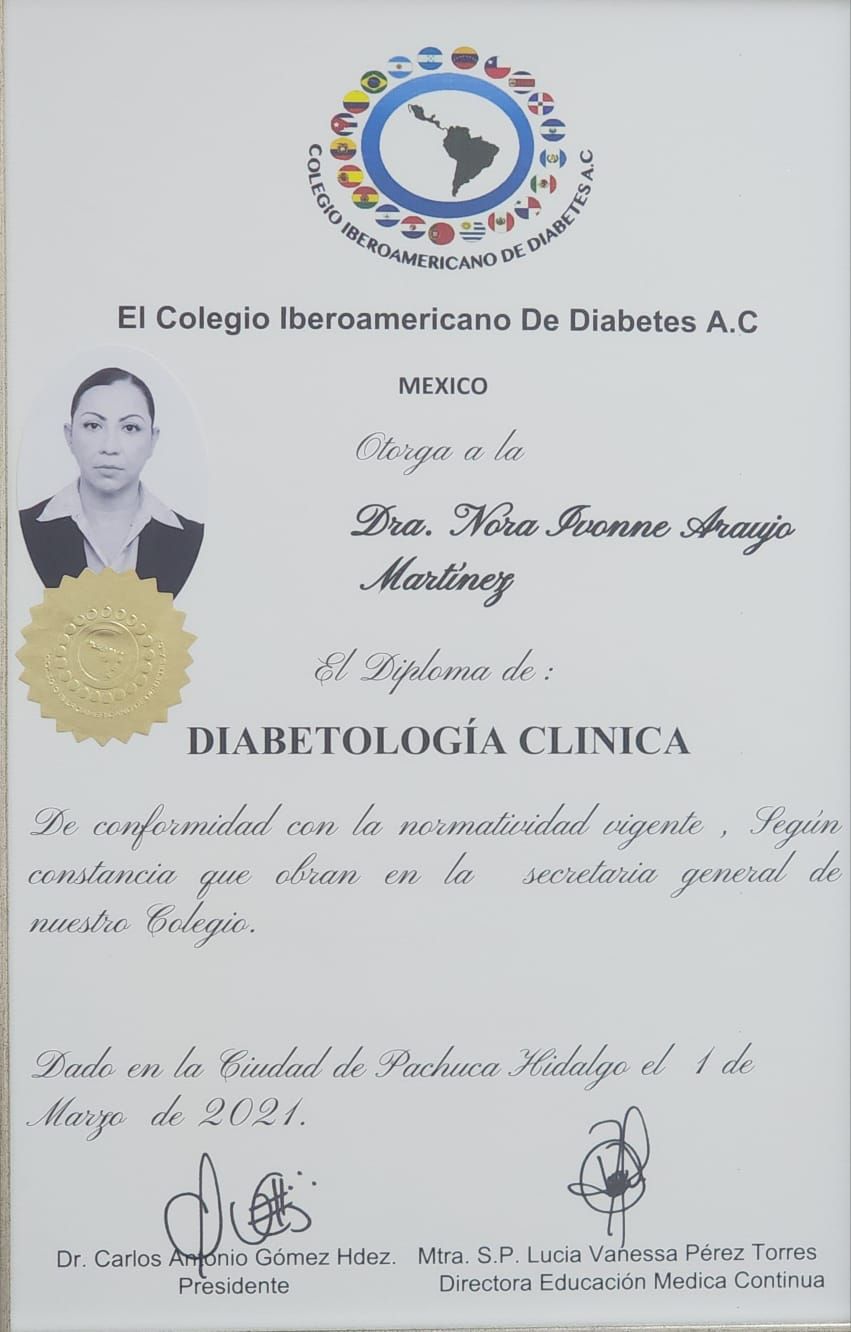 COLEGIO IBEROAMERICANO DE DIABETES A.C
El Colegio Iberoamericano De Diabetes A.C
MEXICO
Otorga a la
Dra. Nora Ivonne Araujo
Martínez
El Diploma de :
DIABETOLOGÍA CLINICA
De conformidad con la normatividad vigente , Según
constancia que obran en la secretaria general de
nuestro Colegio.
Dado en la Ciudad de Pachuca Hidalgo el 1 de
Marzo de 2021.
Dr. Carlos Antonio Gómez Hdez. Mtra. S.P. Lucia Vanessa Pérez Torres
Presidente Directora Educación Medica Continua